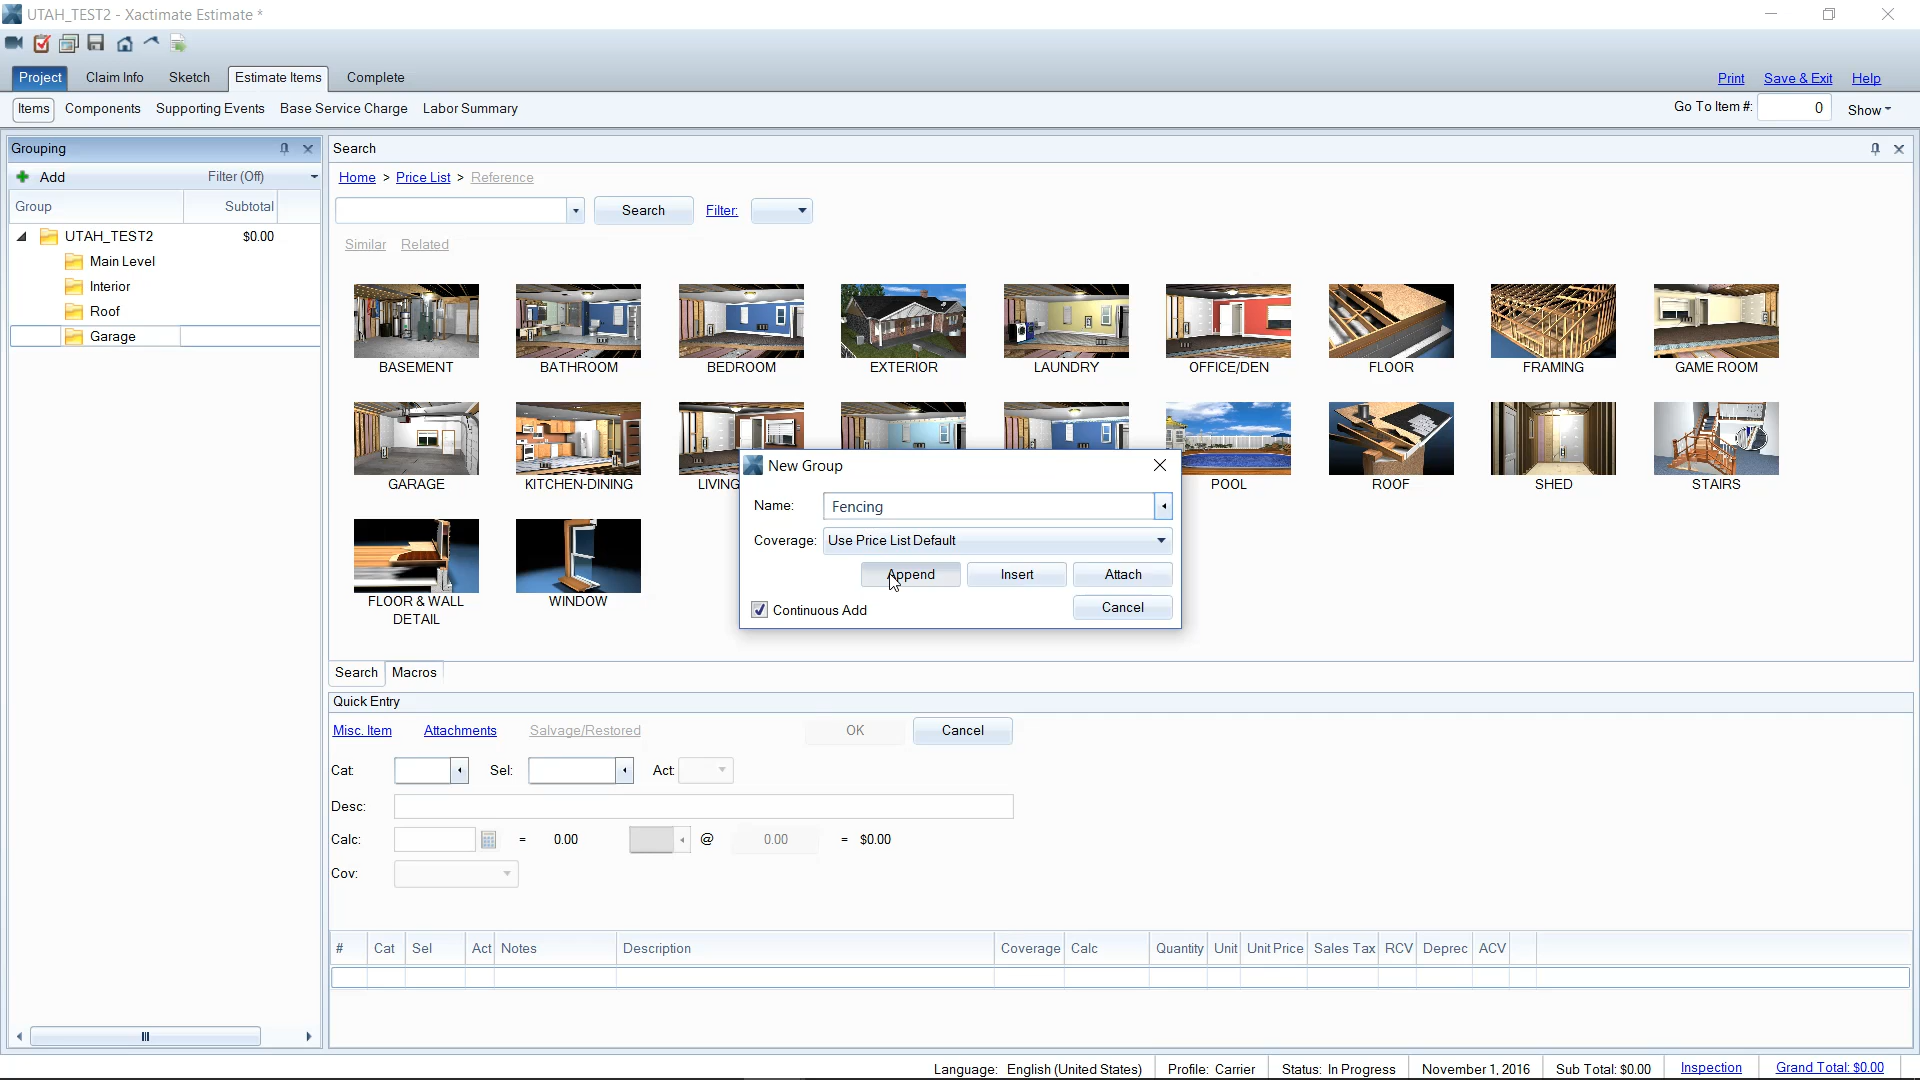 UTAH_TEST2 - Xactimate Estimate *
Project Claim Info Sketch Estimate Items Complete Print Save & Exit Help
Items Components Supporting Events Base Service Charge Labor Summary Go To Item #: 0 Show
Grouping
Add Filter (Off)
Group Subtotal
UTAH_TEST2 $0.00
Main Level
Interior
Roof
Garage
Search
Home > Price List > Reference
Search Filter:
Similar Related
BASEMENT BATHROOM BEDROOM EXTERIOR LAUNDRY OFFICE/DEN FLOOR FRAMING GAME ROOM
GARAGE KITCHEN-DINING LIVING POOL ROOF SHED STAIRS
FLOOR & WALL DETAIL WINDOW
New Group
Name: Fencing
Coverage: Use Price List Default
Append Insert Attach
Continuous Add Cancel
Search Macros
Quick Entry
Misc. Item Attachments Salvage/Restored OK Cancel
Cat: Sel: Act:
Desc:
Calc: = 0.00 @ 0.00 = $0.00
Cov:
# Cat Sel Act Notes Description Coverage Calc Quantity Unit Unit Price Sales Tax RCV Deprec ACV
Language: English (United States) Profile: Carrier Status: In Progress November 1, 2016 Sub Total: $0.00 Inspection Grand Total: $0.00